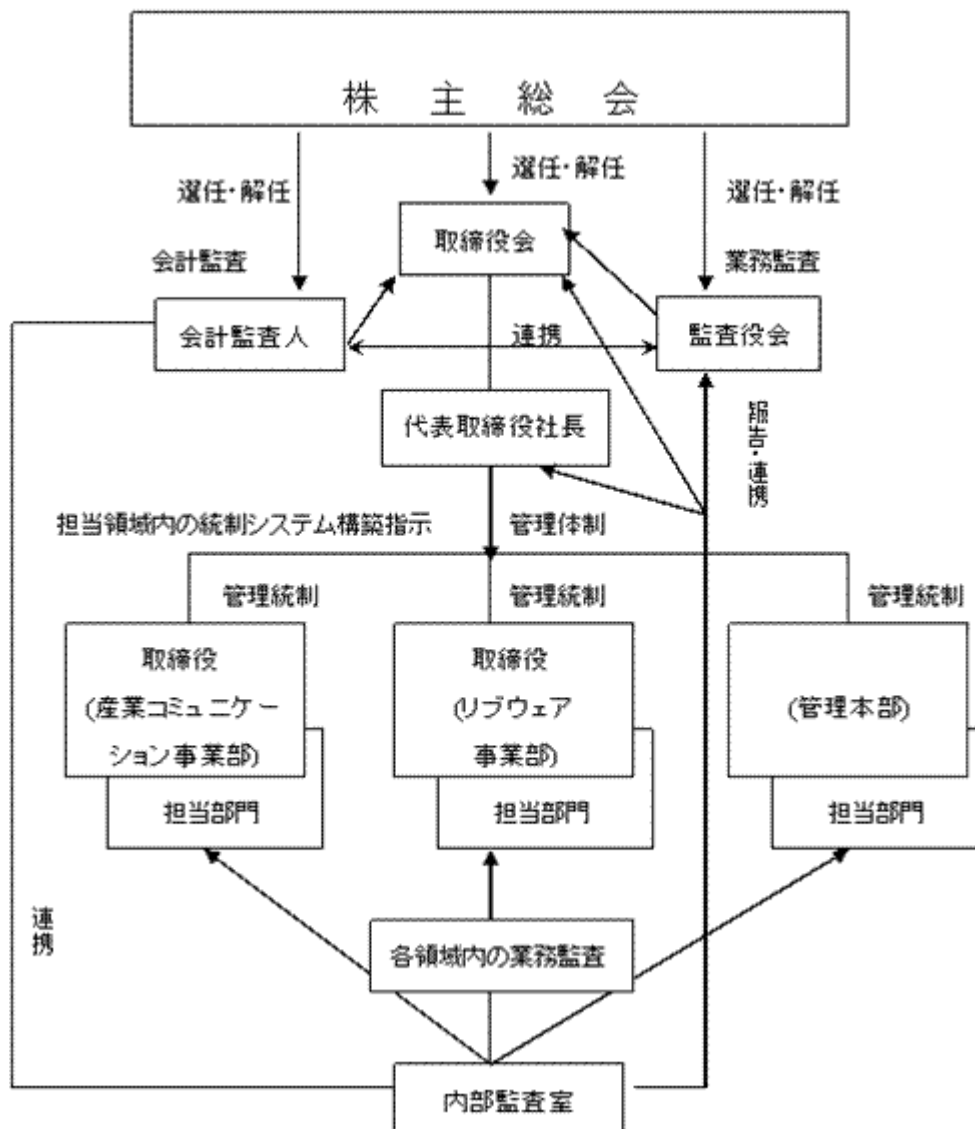 株主総会
選任・解任
選任・解任
選任・解任
取締役会
会計監査
業務監査
会計監査人
連携
監査役会
代表取締役社長
報告・連携
担当領域内の統制システム構築指示
管理体制
管理統制
管理統制
管理統制
取締役
(産業コミュニケー
ション事業部)
担当部門
取締役
(リブウェア
事業部)
担当部門
(管理本部)
担当部門
連携
各領域内の業務監査
内部監査室